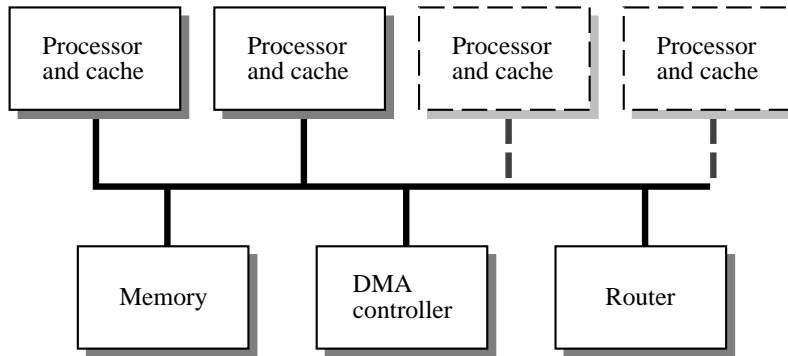 Processor
and cache
Processor
and cache
Processor
and cache
Processor
and cache
Memory
DMA
controller
Router